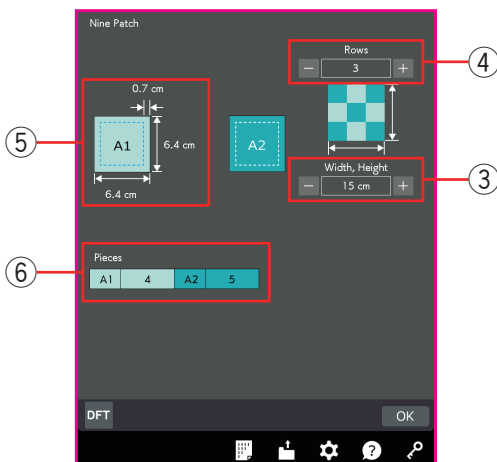 Nine Patch
Rows
− 3 +
④
0.7 cm
⑤
A1
6.4 cm
6.4 cm
A2
Width, Height
− 15 cm +
③
Pieces
⑥
A1 4 A2 5
DFT
OK
?